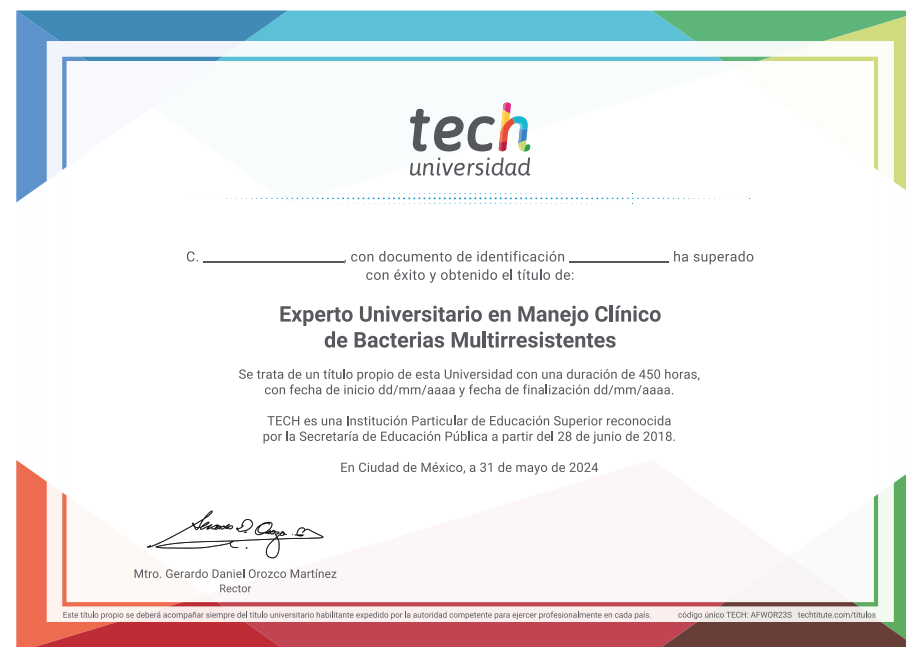 tech
universidad
C. ____________________, con documento de identificación ______________ ha superado
con éxito y obtenido el título de:
Experto Universitario en Manejo Clínico
de Bacterias Multirresistentes
Se trata de un título propio de esta Universidad con una duración de 450 horas,
con fecha de inicio dd/mm/aaaa y fecha de finalización dd/mm/aaaa.
TECH es una Institución Particular de Educación Superior reconocida
por la Secretaría de Educación Pública a partir del 28 de junio de 2018.
En Ciudad de México, a 31 de mayo de 2024
Mtro. Gerardo Daniel Orozco Martínez
Rector
Este título propio se deberá acompañar siempre del título universitario habilitante expedido por la autoridad competente para ejercer profesionalmente en cada país. código único TECH: AFWOR23S techtitute.com/titulos